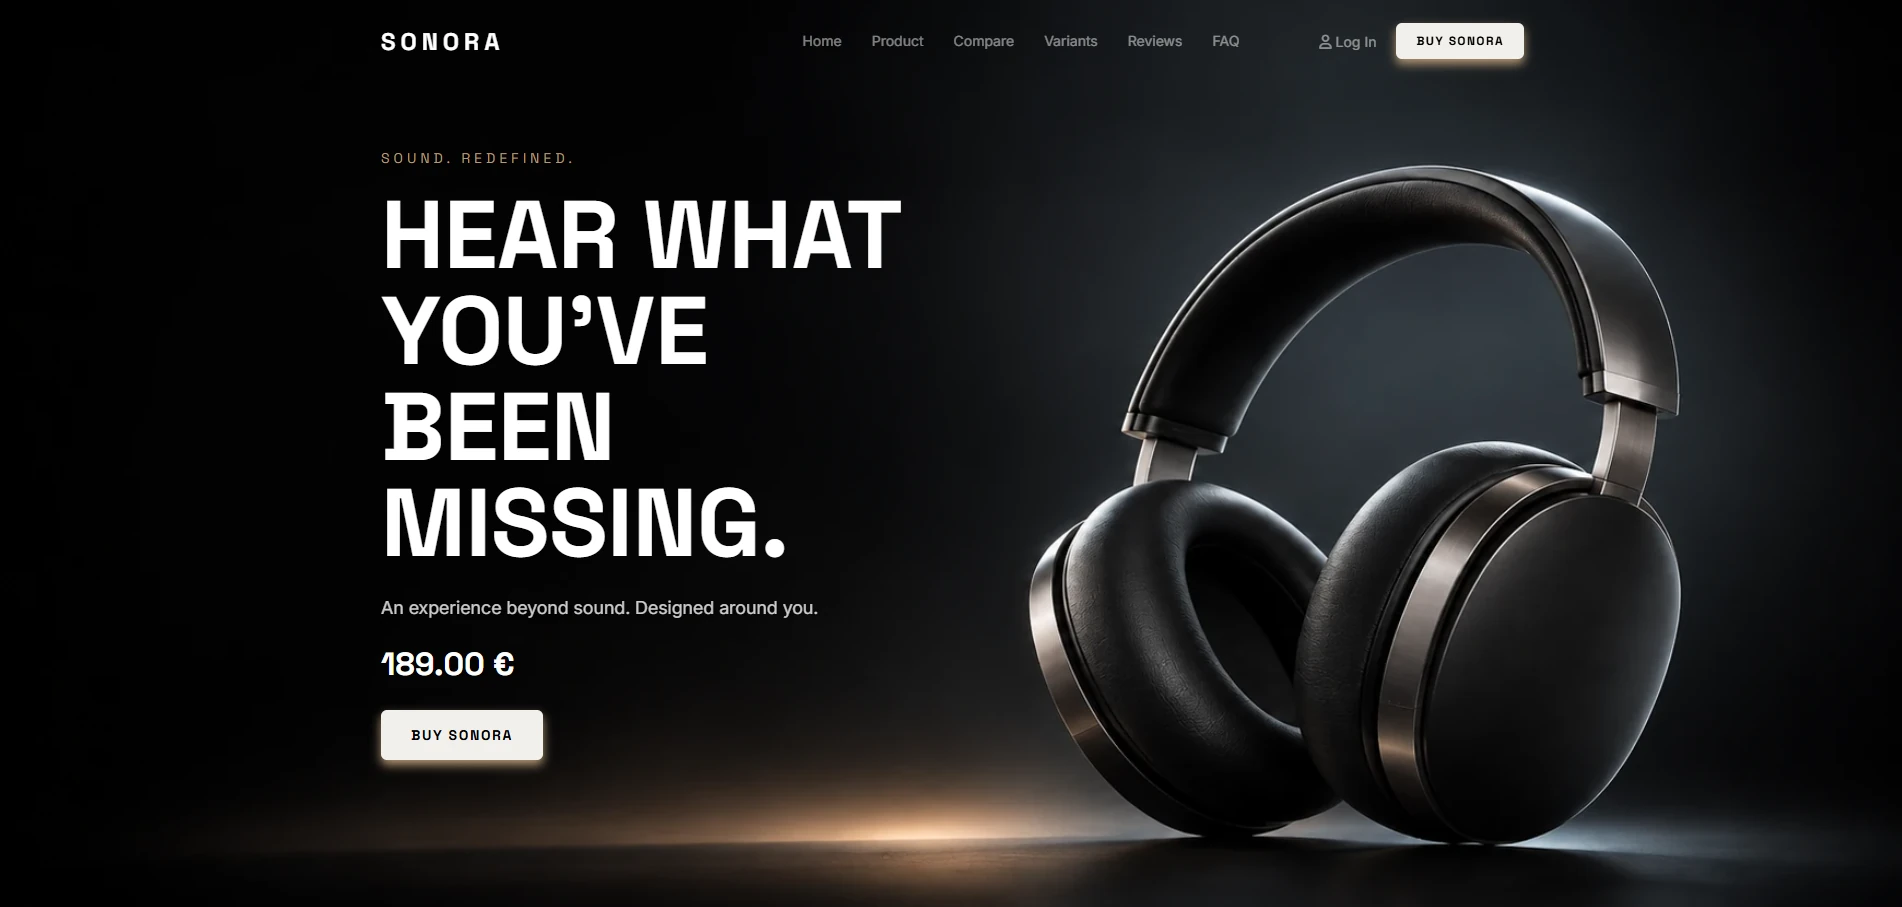 SONORA
Home Product Compare Variants Reviews FAQ Log In BUY SONORA
SOUND. REDEFINED.
HEAR WHAT
YOU’VE
BEEN
MISSING.
An experience beyond sound. Designed around you.
189.00 €
BUY SONORA